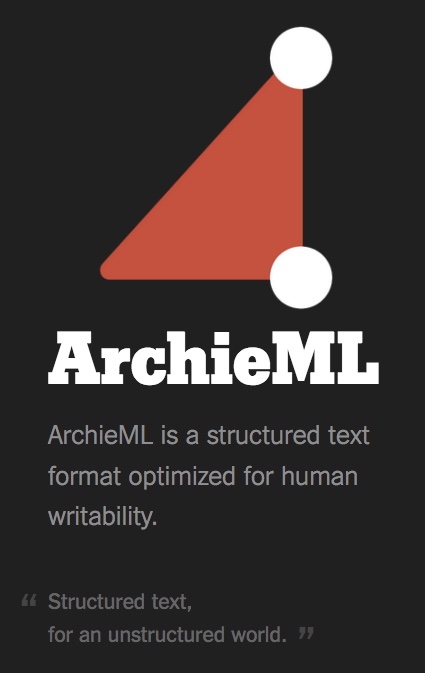 ArchieML
ArchieML is a structured text
format optimized for human
writability.
“ Structured text,
for an unstructured world. ”